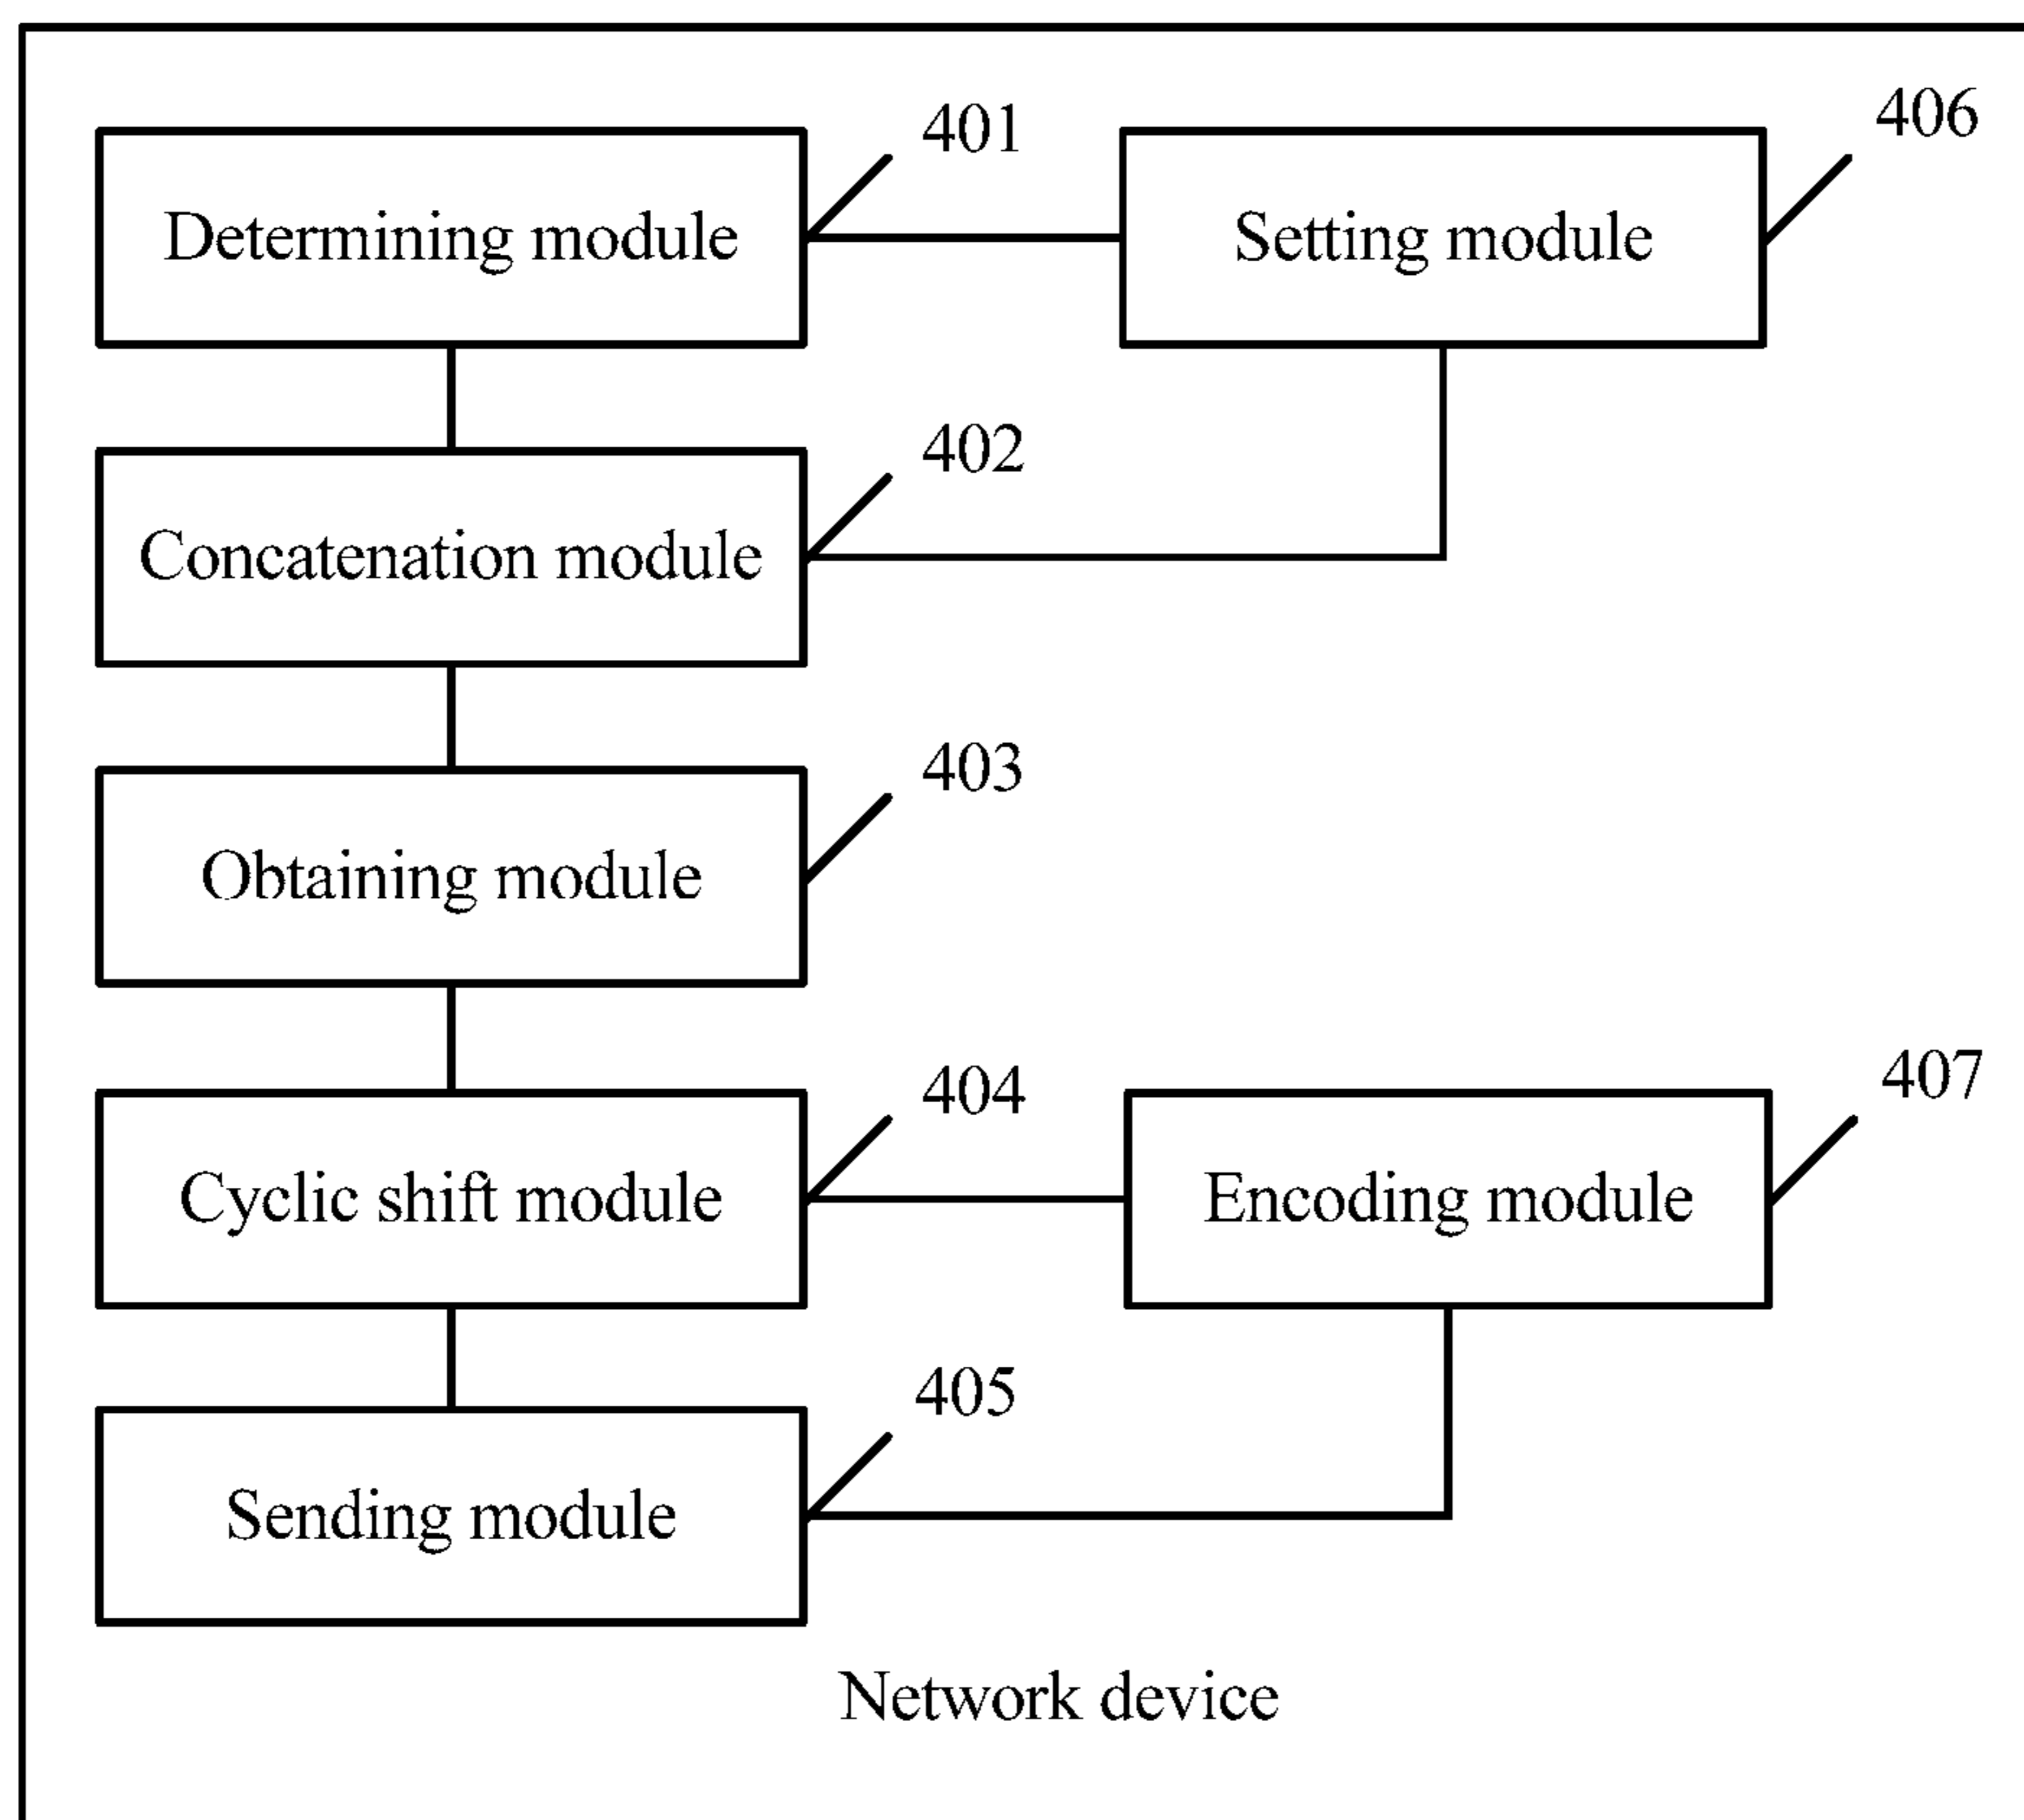 401
406
Determining module
Setting module
402
Concatenation module
403
Obtaining module
404
407
Cyclic shift module
Encoding module
405
Sending module
Network device